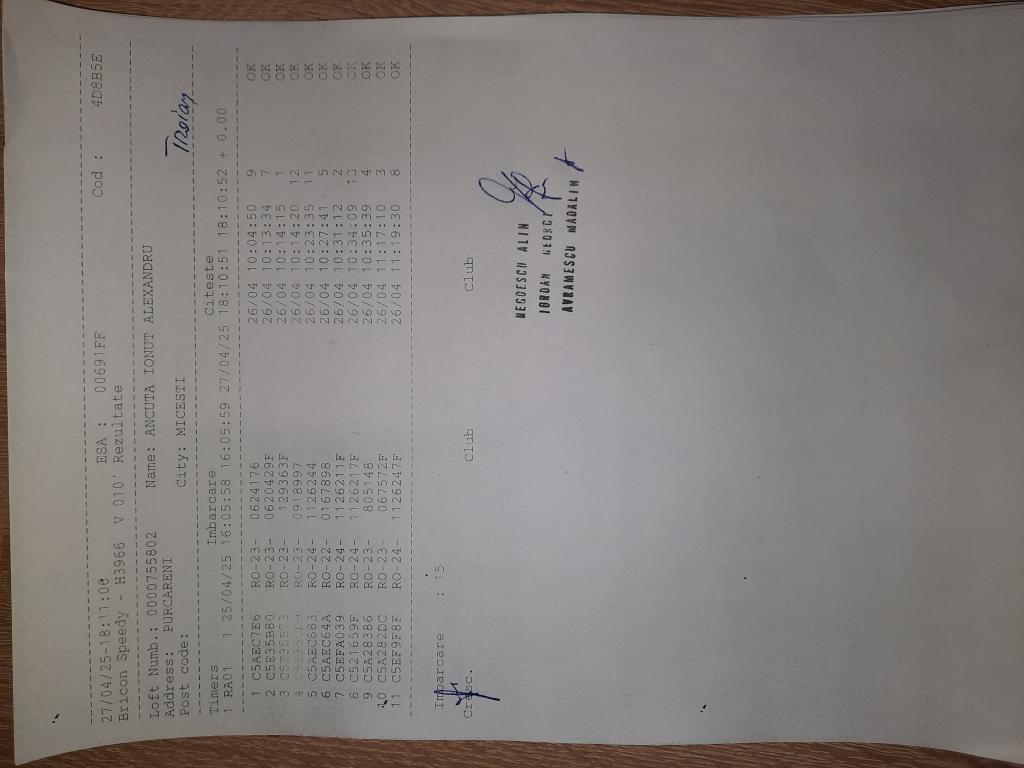 27/04/25-18:11:00 ESA : 00691FF Cod : 4D8B5E
Bricon Speedy - H3966 V 010' Rezultate
Loft Numb.: 0000755802 Name: ANCUTA IONUT ALEXANDRU
Address: PURCARENI
Post code: City: MICESTI
Traian
Timers Imbarcare Citeste
1 RA01 1 25/04/25 16:05:58 16:05:59 27/04/25 18:10:51 18:10:52 + 0.00
1 C5AEC7E6 RO-23- 0624176 26/04 10:04:50 9 OK
2 C5E35B80 RO-23- 0620429F 26/04 10:13:34 7 OK
3 RO-23- 129383F 26/04 10:14:15 1 OK
4 RO-23- 0918997 26/04 10:14:28 12 OK
5 C5AEC683 RO-24- 1126244 26/04 10:23:35 11 OK
6 C5AEC64A RO-22- 0167898 26/04 10:27:41 5 OK
7 C5EFA039 RO-24- 1126211F 26/04 10:31:12 2 OK
8 C521659F RO-24- 1126217F 26/04 10:34:09 13 OK
9 C5A28386 RO-23- 805148 26/04 10:35:39 4 OK
10 C5A282DC RO-23- 067572F 26/04 11:17:10 3 OK
11 C5EF9F8F RO-24- 1126247F 26/04 11:19:30 8 OK
Imbarcare : 15
Cresc. Club Club
NEGRESCU ALIN
IORDAN GEORGE
AVRAMESCU MADALIN